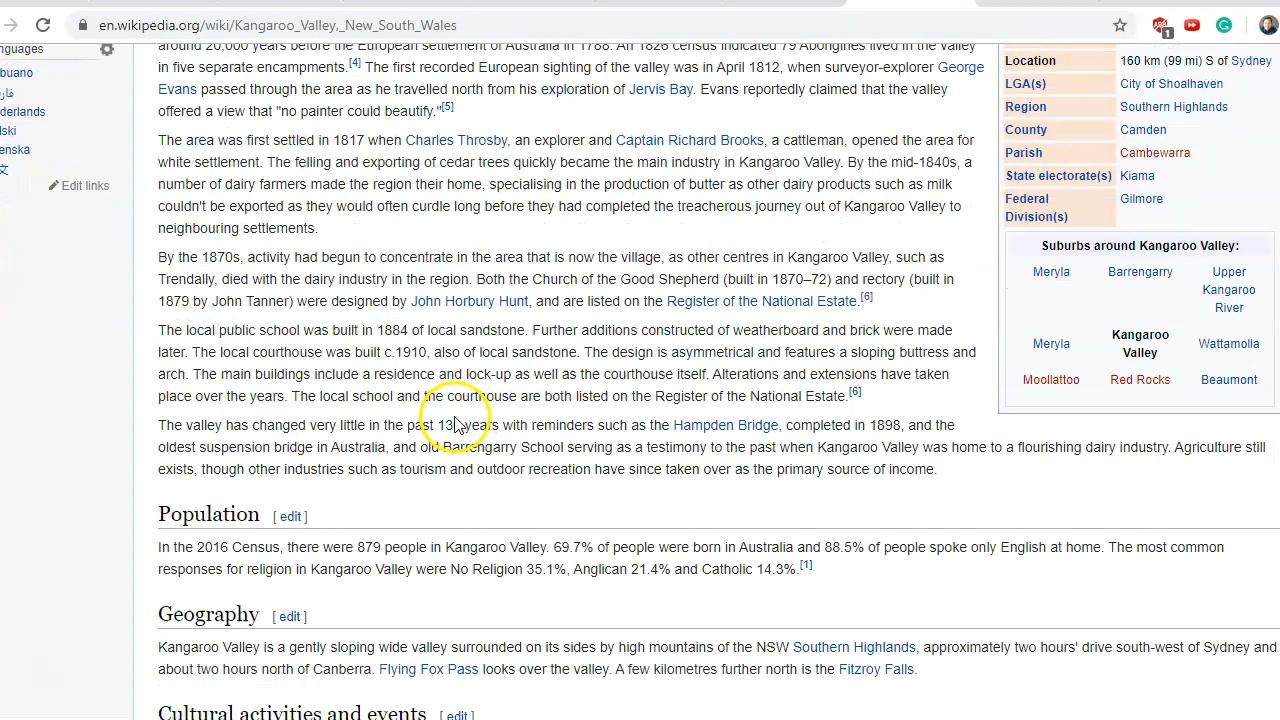 en.wikipedia.org/wiki/Kangaroo_Valley,_New_South_Wales
1
nguages
buano
فار
derlands
lski
enska
文
Edit links
around 20,000 years before the European settlement of Australia in 1788. An 1826 census indicated 79 Aborigines lived in the valley
in five separate encampments.[4] The first recorded European sighting of the valley was in April 1812, when surveyor-explorer George
Evans passed through the area as he travelled north from his exploration of Jervis Bay. Evans reportedly claimed that the valley
offered a view that "no painter could beautify."[5]
The area was first settled in 1817 when Charles Throsby, an explorer and Captain Richard Brooks, a cattleman, opened the area for
white settlement. The felling and exporting of cedar trees quickly became the main industry in Kangaroo Valley. By the mid-1840s, a
number of dairy farmers made the region their home, specialising in the production of butter as other dairy products such as milk
couldn't be exported as they would often curdle long before they had completed the treacherous journey out of Kangaroo Valley to
neighbouring settlements.
By the 1870s, activity had begun to concentrate in the area that is now the village, as other centres in Kangaroo Valley, such as
Trendally, died with the dairy industry in the region. Both the Church of the Good Shepherd (built in 1870–72) and rectory (built in
1879 by John Tanner) were designed by John Horbury Hunt, and are listed on the Register of the National Estate.[6]
The local public school was built in 1884 of local sandstone. Further additions constructed of weatherboard and brick were made
later. The local courthouse was built c.1910, also of local sandstone. The design is asymmetrical and features a sloping buttress and
arch. The main buildings include a residence and lock-up as well as the courthouse itself. Alterations and extensions have taken
place over the years. The local school and the courthouse are both listed on the Register of the National Estate.[6]
The valley has changed very little in the past years with reminders such as the Hampden Bridge, completed in 1898, and the
oldest suspension bridge in Australia, and old Barrengarry School serving as a testimony to the past when Kangaroo Valley was home to a flourishing dairy industry. Agriculture still
exists, though other industries such as tourism and outdoor recreation have since taken over as the primary source of income.
Population [ edit ]
In the 2016 Census, there were 879 people in Kangaroo Valley. 69.7% of people were born in Australia and 88.5% of people spoke only English at home. The most common
responses for religion in Kangaroo Valley were No Religion 35.1%, Anglican 21.4% and Catholic 14.3%.[1]
Geography [ edit ]
Kangaroo Valley is a gently sloping wide valley surrounded on its sides by high mountains of the NSW Southern Highlands, approximately two hours' drive south-west of Sydney and
about two hours north of Canberra. Flying Fox Pass looks over the valley. A few kilometres further north is the Fitzroy Falls.
Cultural activities and events [ edit ]
Location 160 km (99 mi) S of Sydney
LGA(s) City of Shoalhaven
Region Southern Highlands
County Camden
Parish Cambewarra
State electorate(s) Kiama
Federal Division(s) Gilmore
Suburbs around Kangaroo Valley:
Meryla Barrengarry Upper Kangaroo River
Meryla Kangaroo Valley Wattamolla
Moollattoo Red Rocks Beaumont